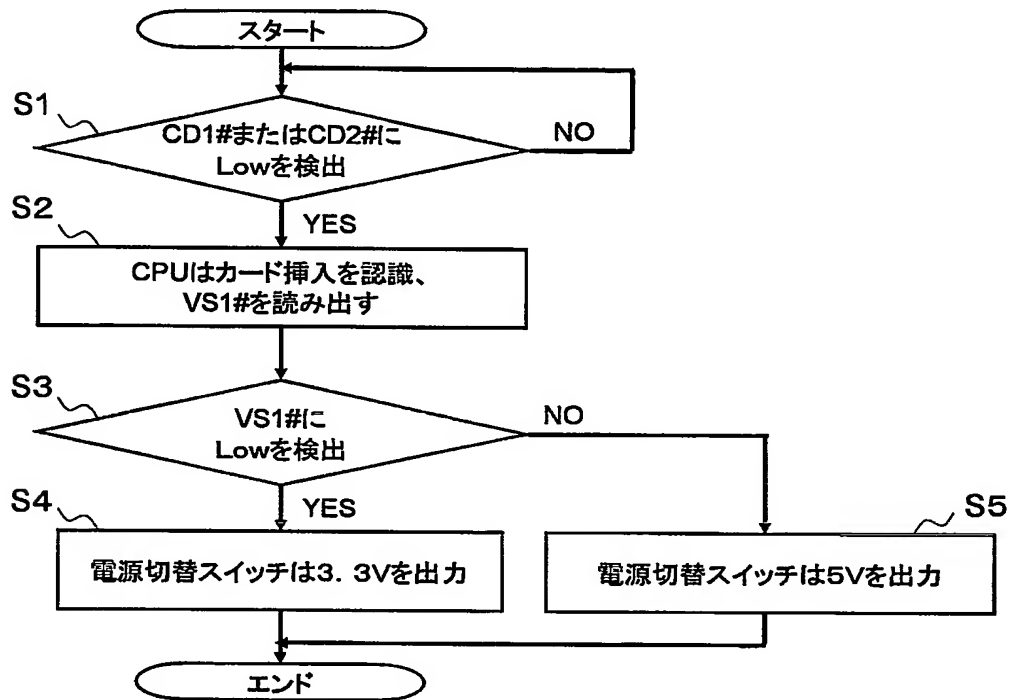 スタート
S1
CD1#またはCD2#に
Lowを検出
NO
YES
S2
CPUはカード挿入を認識、
VS1#を読み出す
S3
VS1#に
Lowを検出
NO
YES
S4
電源切替スイッチは3．3Vを出力
S5
電源切替スイッチは5Vを出力
エンド